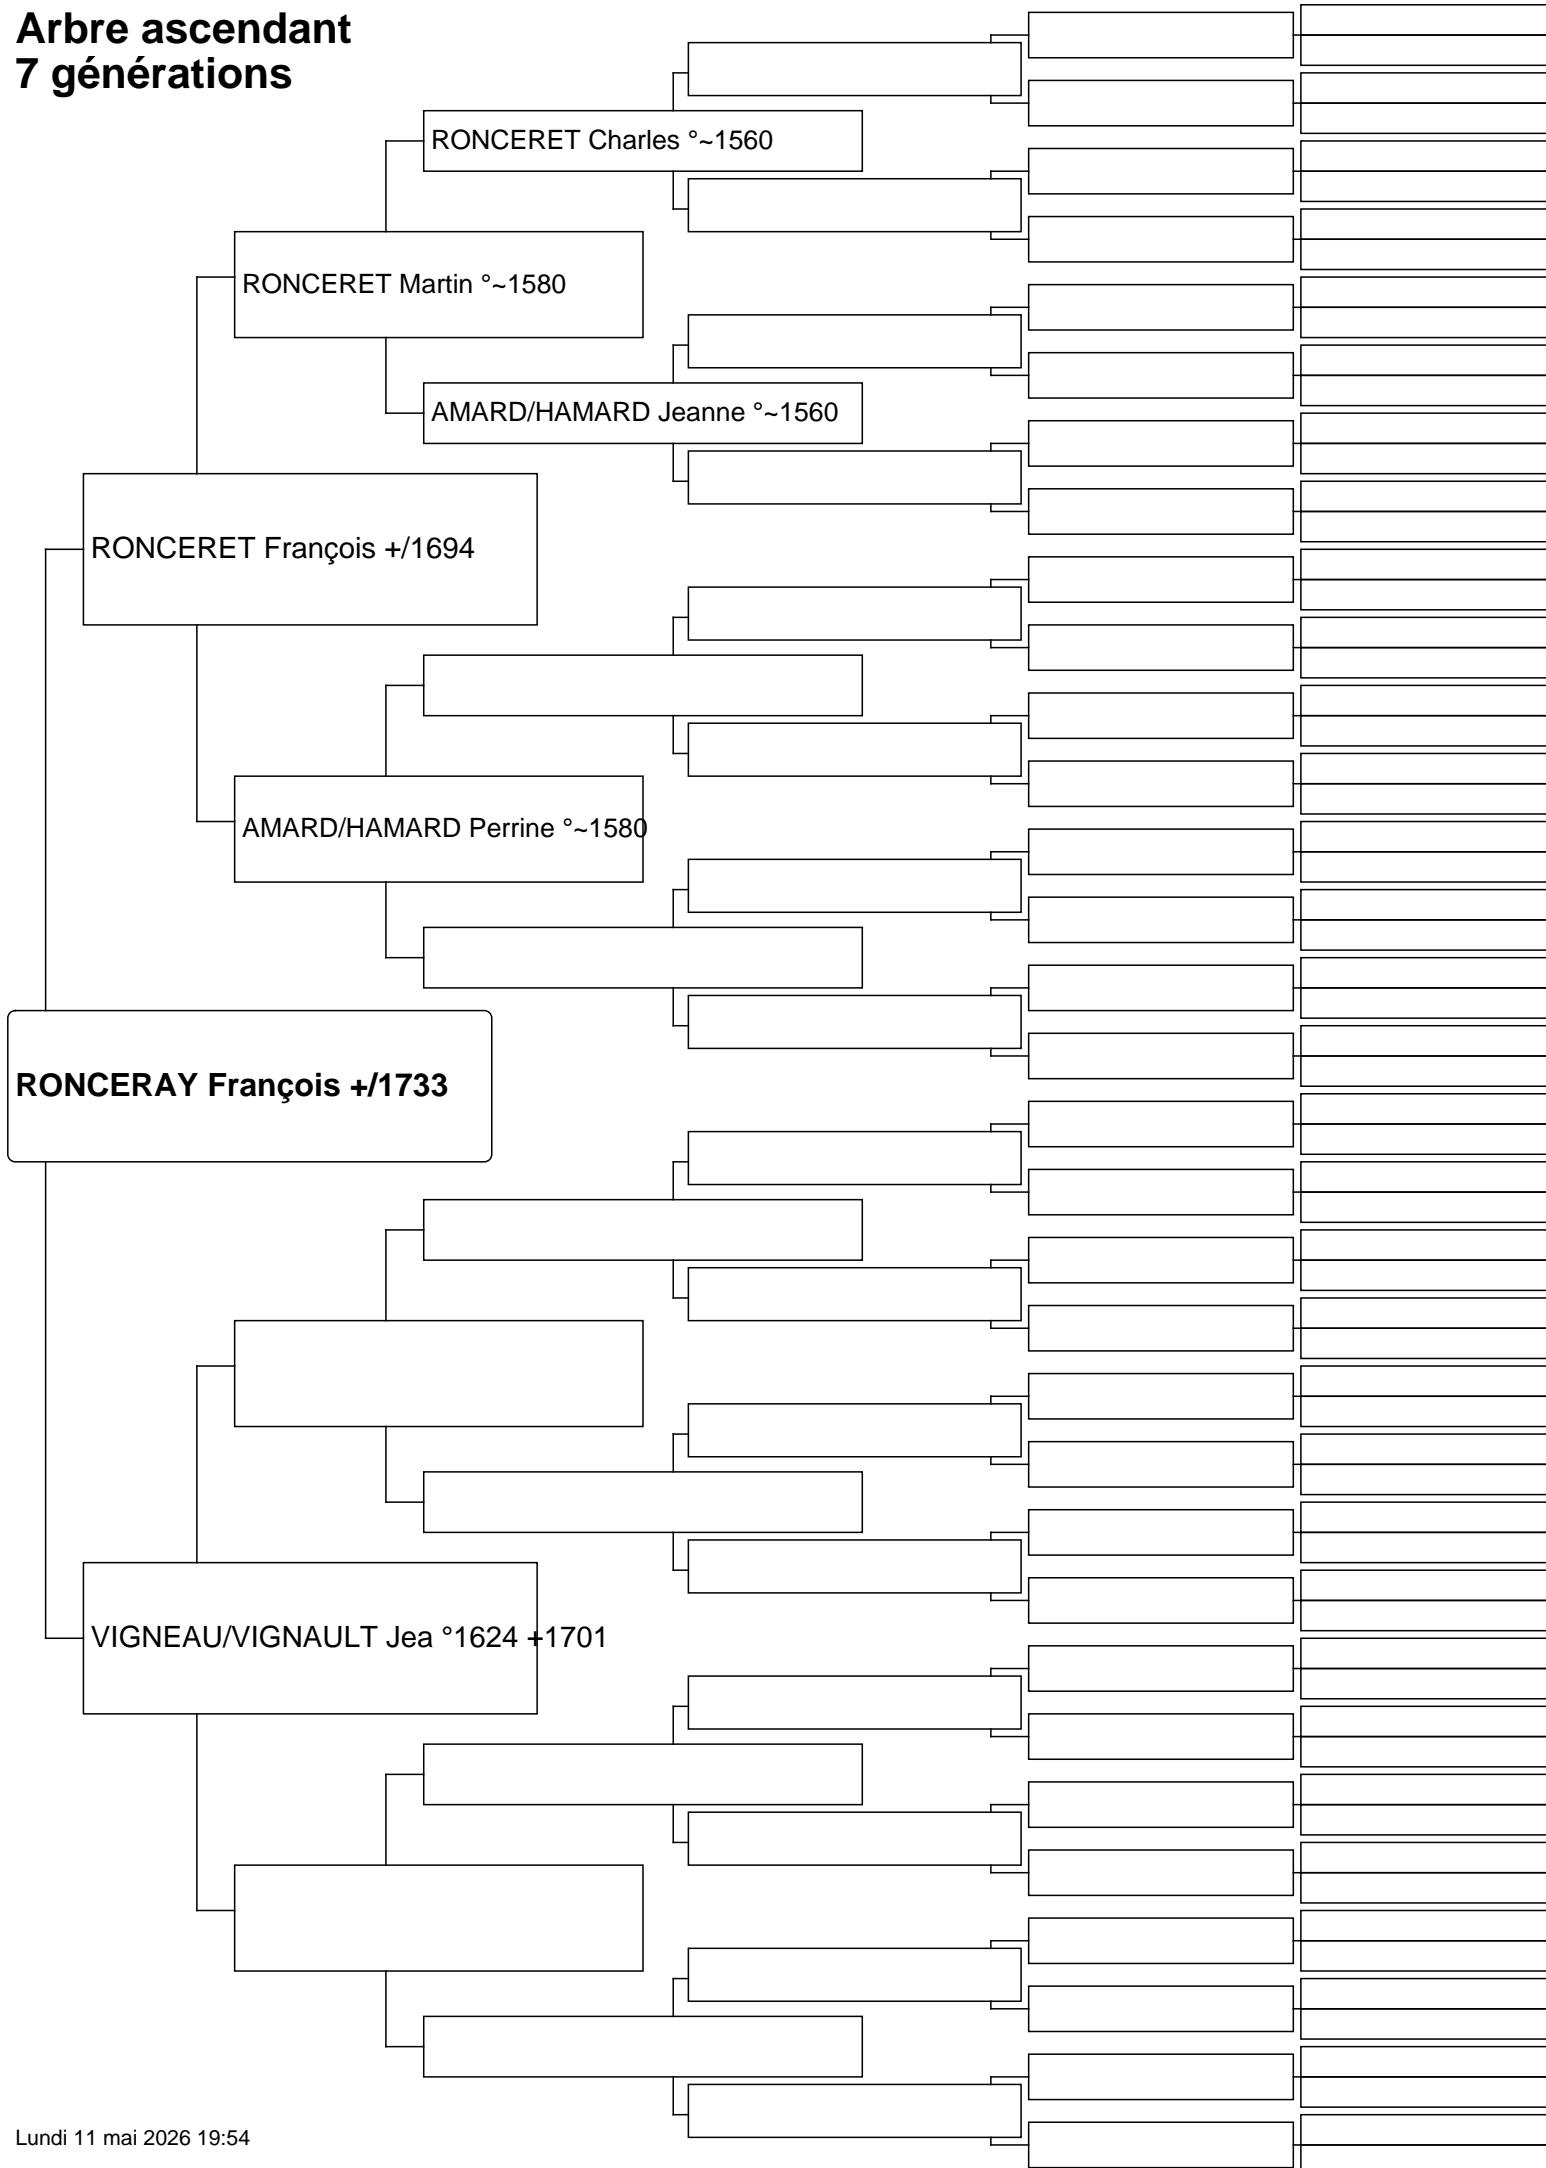 Arbre ascendant
7 générations
RONCERET Charles °~1560
RONCERET Martin °~1580
AMARD/HAMARD Jeanne °~1560
RONCERET François +/1694
AMARD/HAMARD Perrine °~1580
RONCERAY François +/1733
VIGNEAU/VIGNAULT Jea °1624 +1701
Lundi 11 mai 2026 19:54